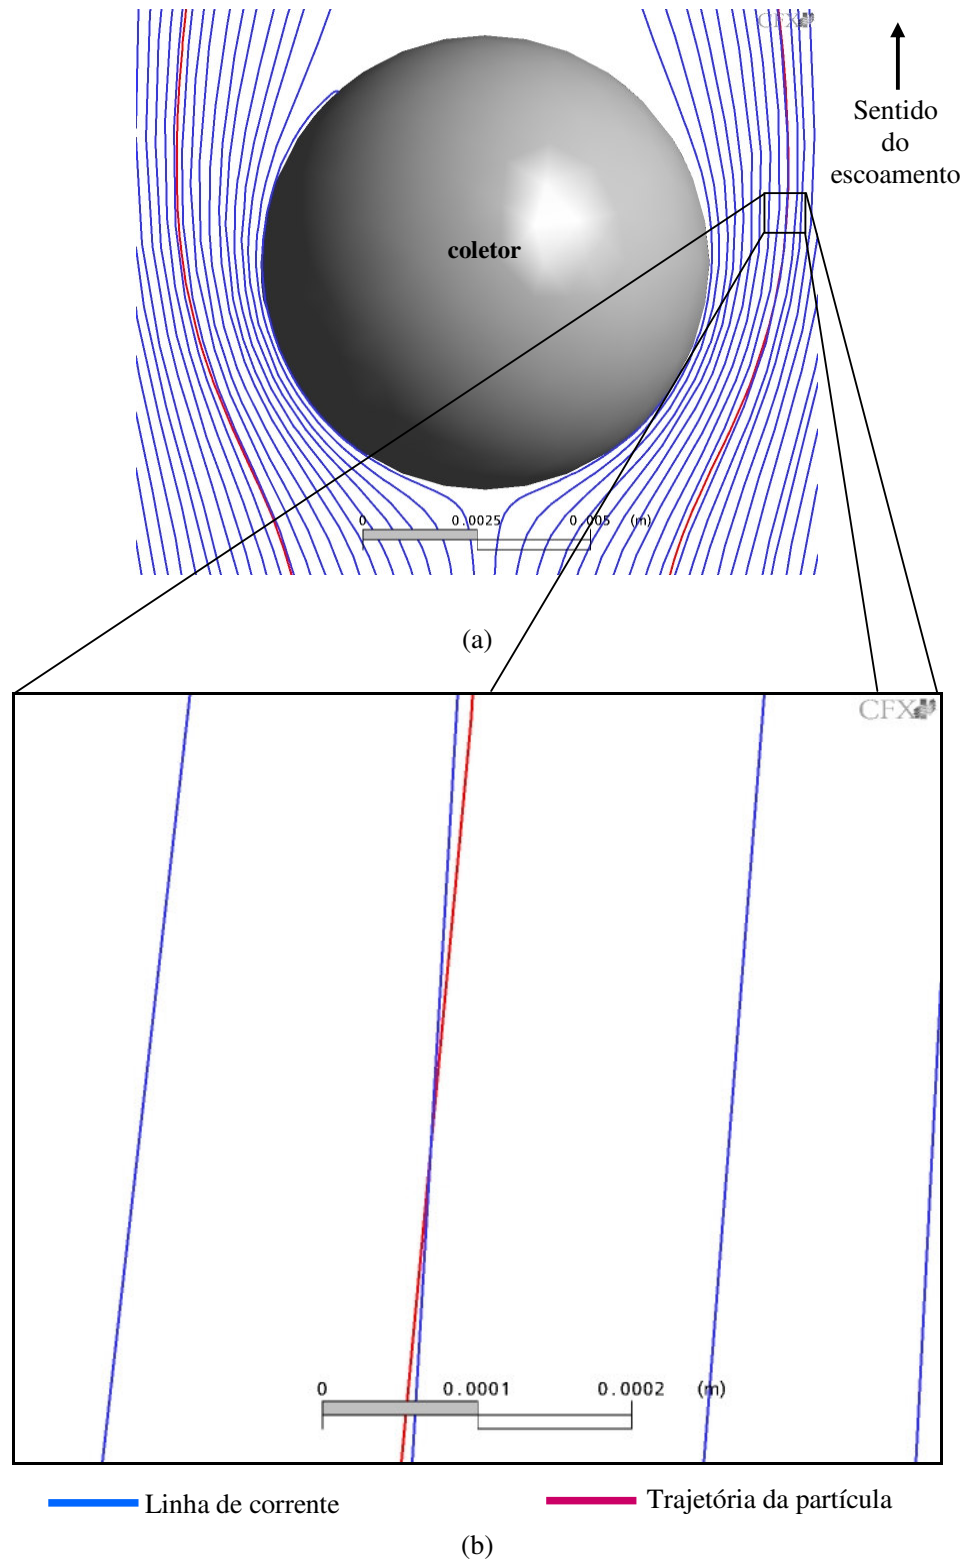 CFX
Sentido
do
escoamento
coletor
0 0.0025 0.005 (m)
(a)
CFX
0 0.0001 0.0002 (m)
Linha de corrente
Trajetória da partícula
(b)